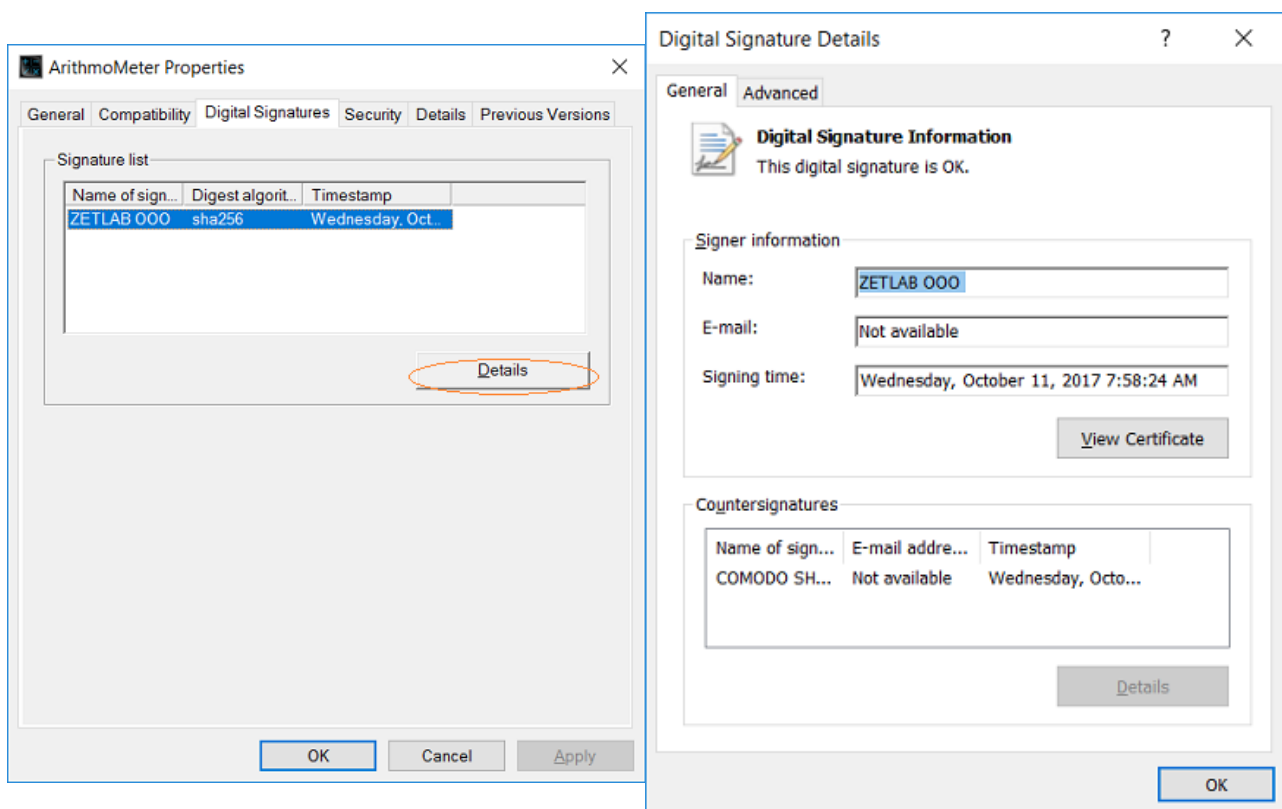 ArithmoMeter Properties
General Compatibility Digital Signatures Security Details Previous Versions
Signature list
Name of sign... Digest algorit... Timestamp
ZETLAB OOO sha256 Wednesday, Oct...
Details
OK Cancel Apply
Digital Signature Details ?
General Advanced
Digital Signature Information
This digital signature is OK.
Signer information
Name: ZETLAB OOO
E-mail: Not available
Signing time: Wednesday, October 11, 2017 7:58:24 AM
View Certificate
Countersignatures
Name of sign... E-mail addre... Timestamp
COMODO SH... Not available Wednesday, Octo...
Details
OK